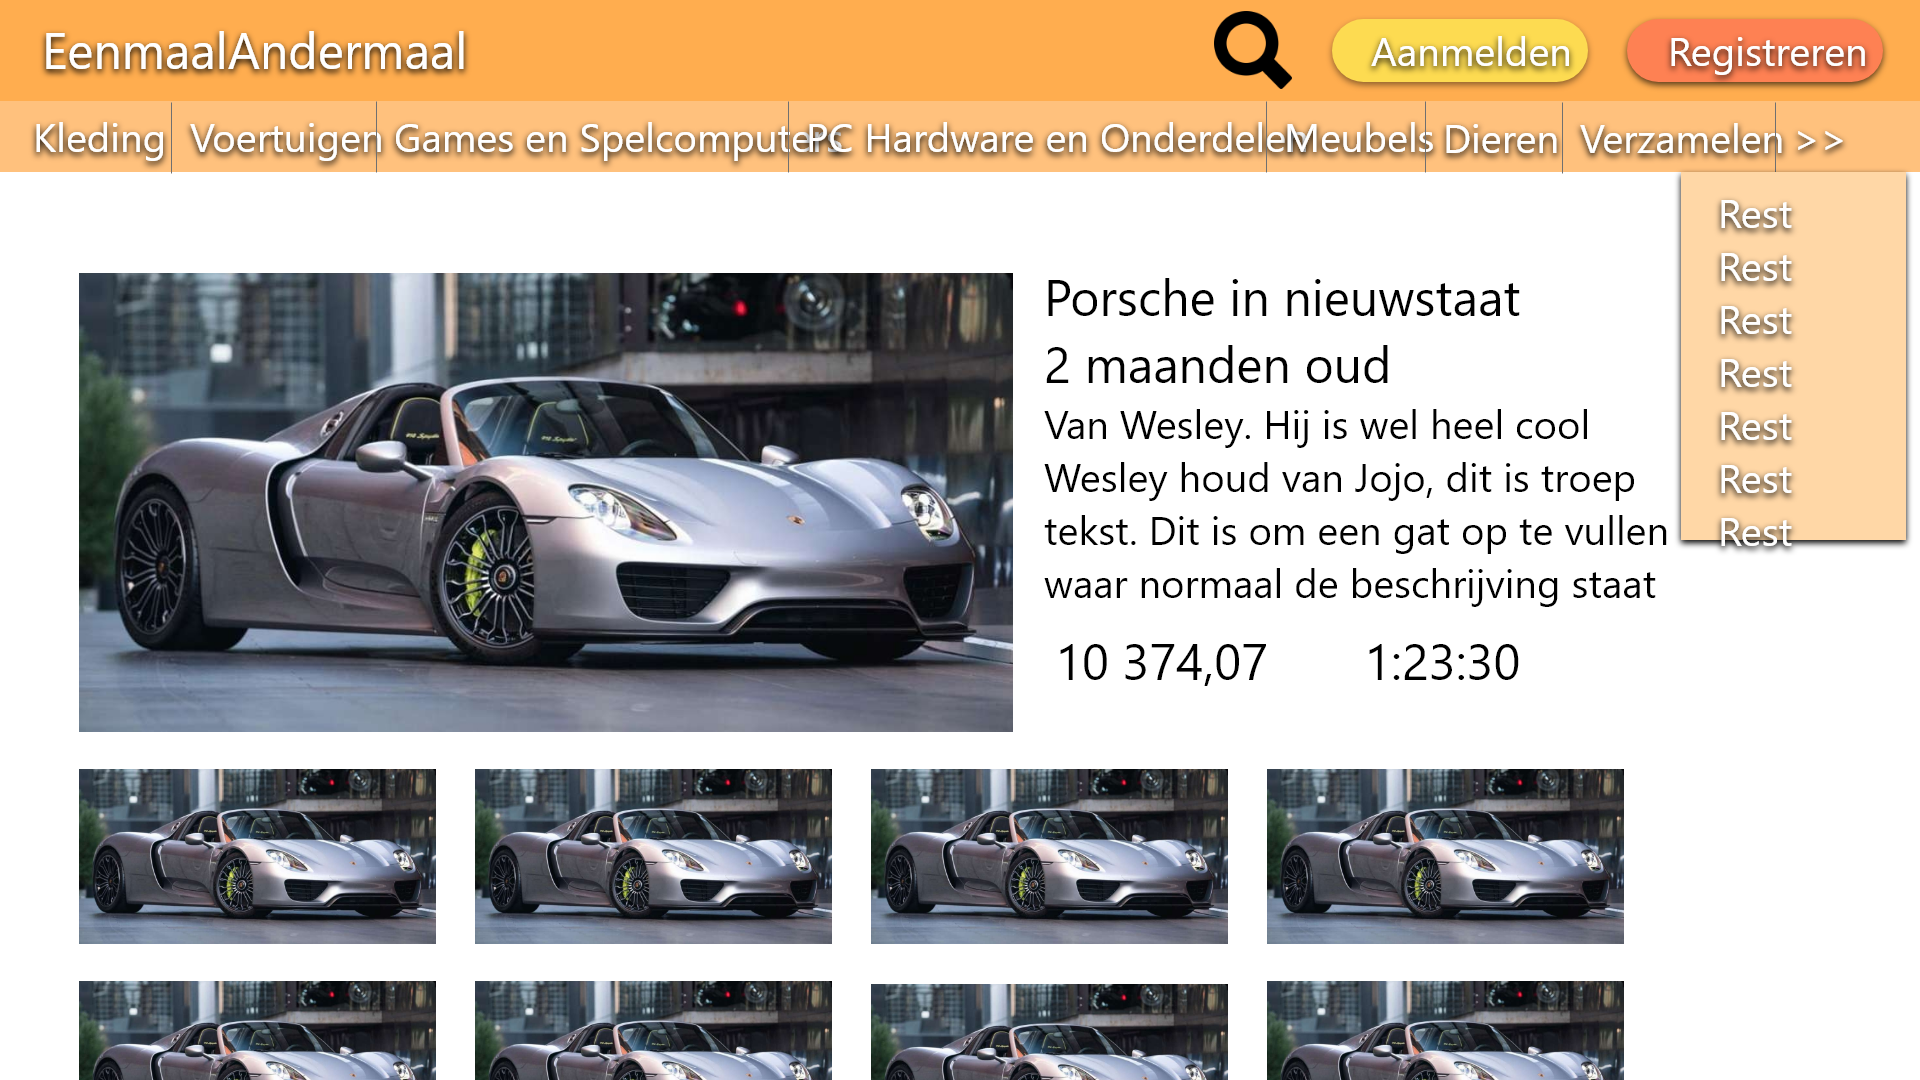 EenmaalAndermaal
Aanmelden
Registreren
Kleding
Voertuigen
Games en Spelcomputers
PC Hardware en Onderdelen
Meubels
Dieren
Verzamelen
>>
Rest
Rest
Rest
Rest
Rest
Rest
Rest
Porsche in nieuwstaat
2 maanden oud
Van Wesley. Hij is wel heel cool
Wesley houd van Jojo, dit is troep
tekst. Dit is om een gat op te vullen
waar normaal de beschrijving staat
10 374,07
1:23:30